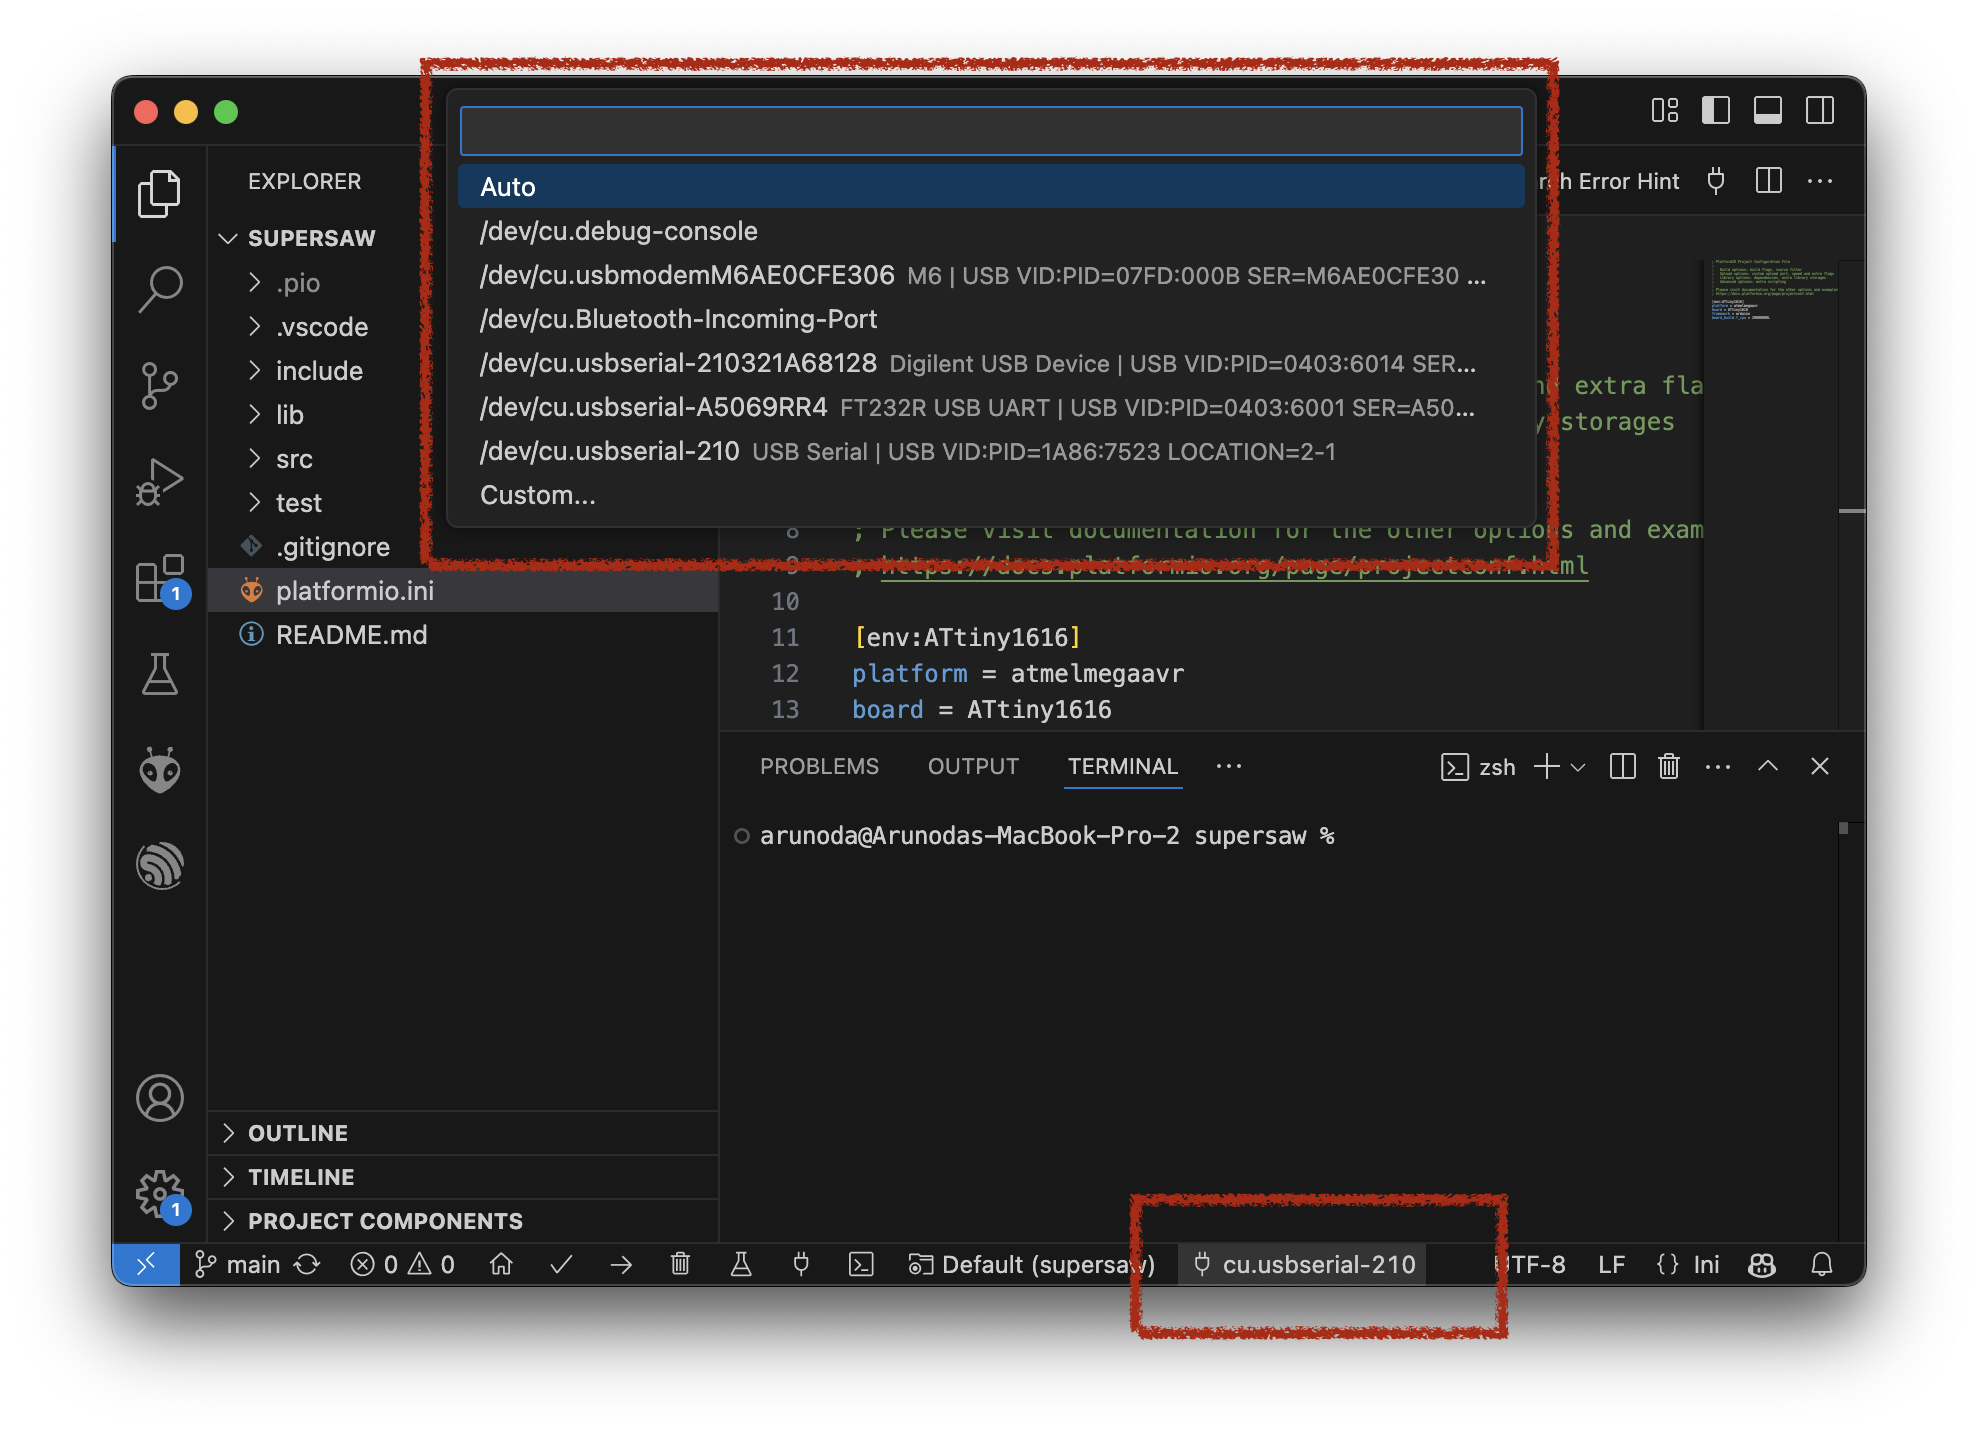 Auto
/dev/cu.debug-console
/dev/cu.usbmodemM6AE0CFE306 M6 | USB VID:PID=07FD:000B SER=M6AE0CFE30 ...
/dev/cu.Bluetooth-Incoming-Port
/dev/cu.usbserial-210321A68128 Digilent USB Device | USB VID:PID=0403:6014 SER...
/dev/cu.usbserial-A5069RR4 FT232R USB UART | USB VID:PID=0403:6001 SER=A50...
/dev/cu.usbserial-210 USB Serial | USB VID:PID=1A86:7523 LOCATION=2-1
Custom...
Error Hint
EXPLORER
SUPERSAW
.pio
.vscode
include
lib
src
test
.gitignore
platformio.ini
README.md
extra fla
storages
8 ; Please visit documentation for the other options and exam
9 ; https://docs.platformio.org/page/projectconf.html
10
11 [env:ATtiny1616]
12 platform = atmelmegaavr
13 board = ATtiny1616
PROBLEMS OUTPUT TERMINAL ... zsh
arunoda@Arunodas-MacBook-Pro-2 supersaw %
OUTLINE
TIMELINE
PROJECT COMPONENTS
1
1
main 0 0 Default (supersaw) cu.usbserial-210 UTF-8 LF {} Ini